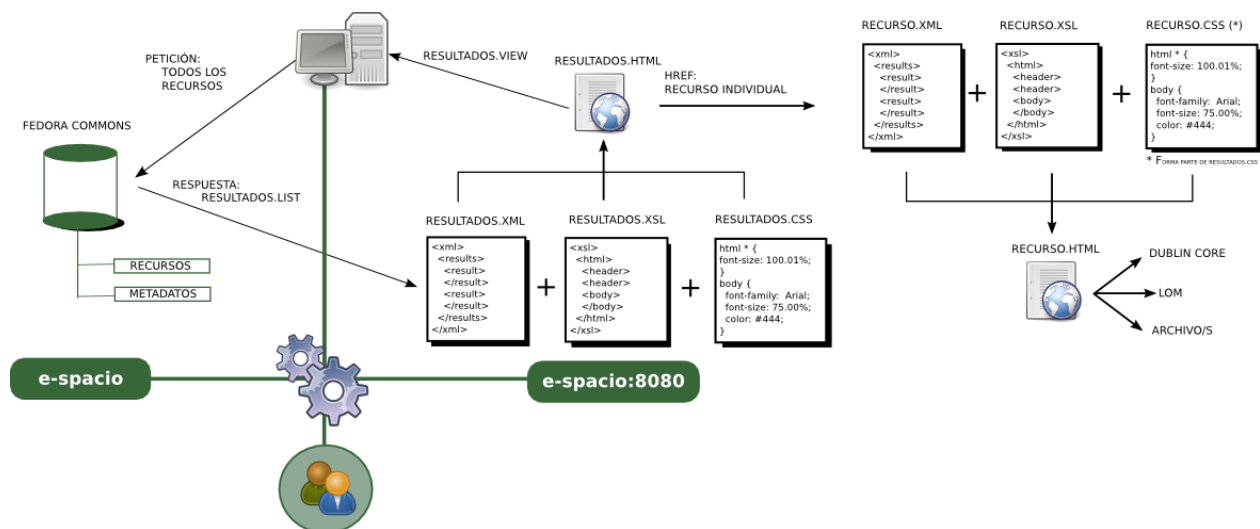 PETICIÓN:
TODOS LOS
RECURSOS
FEDORA COMMONS
RECURSOS
METADATOS
RESPUESTA:
RESULTADOS.LIST
RESULTADOS.VIEW
RESULTADOS.HTML
HREF:
RECURSO INDIVIDUAL
RESULTADOS.XML
<xml>
<results>
<result>
</result>
<result>
</result>
</results>
</xml>
+
RESULTADOS.XSL
<xsl>
<html>
<header>
<header>
<body>
</body>
</html>
</xsl>
+
RESULTADOS.CSS
html * {
font-size: 100.01%;
}
body {
font-family: Arial;
font-size: 75.00%;
color: #444;
}
RECURSO.XML
<xml>
<results>
<result>
</result>
<result>
</result>
</results>
</xml>
+
RECURSO.XSL
<xsl>
<html>
<header>
<header>
<body>
</body>
</html>
</xsl>
+
RECURSO.CSS (*)
html * {
font-size: 100.01%;
}
body {
font-family: Arial;
font-size: 75.00%;
color: #444;
}
* FORMA PARTE DE RESULTADOS.CSS
RECURSO.HTML
DUBLIN CORE
LOM
ARCHIVO/S
e-spacio
e-spacio:8080